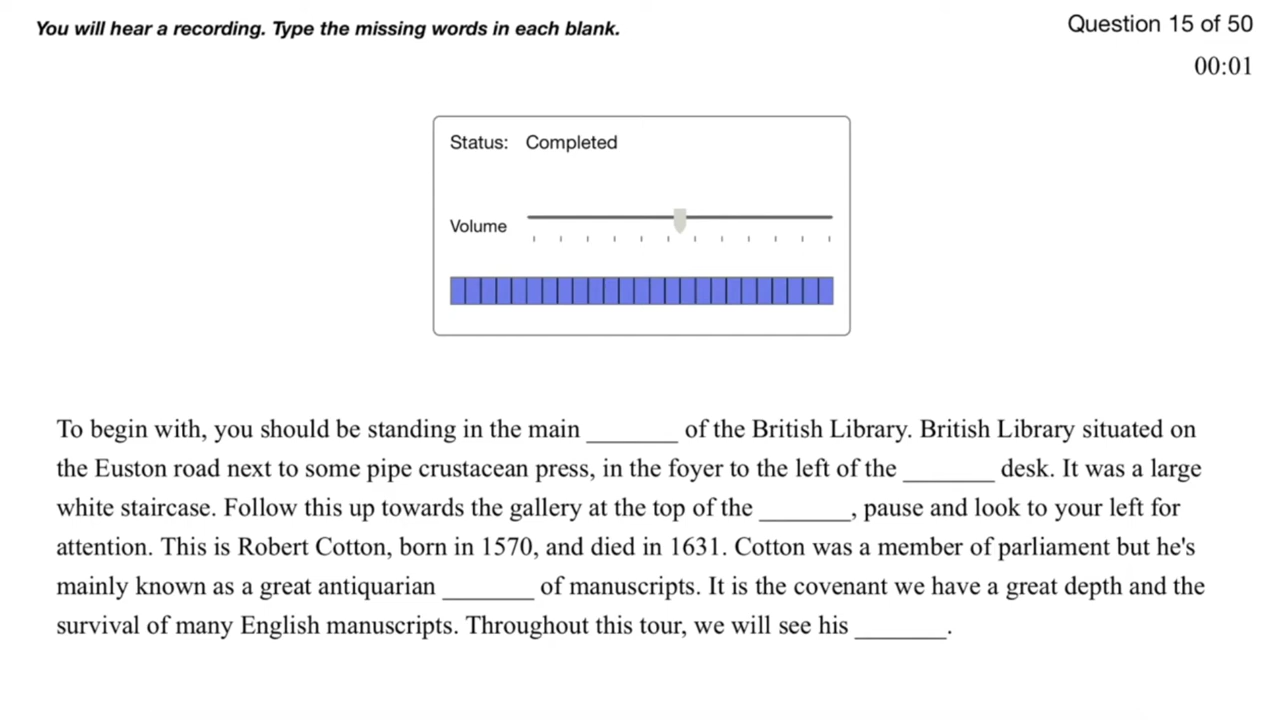 You will hear a recording. Type the missing words in each blank.
Question 15 of 50
00:01
Status: Completed
Volume
To begin with, you should be standing in the main _______ of the British Library. British Library situated on
the Euston road next to some pipe crustacean press, in the foyer to the left of the _______ desk. It was a large
white staircase. Follow this up towards the gallery at the top of the _______, pause and look to your left for
attention. This is Robert Cotton, born in 1570, and died in 1631. Cotton was a member of parliament but he's
mainly known as a great antiquarian _______ of manuscripts. It is the covenant we have a great depth and the
survival of many English manuscripts. Throughout this tour, we will see his _______.